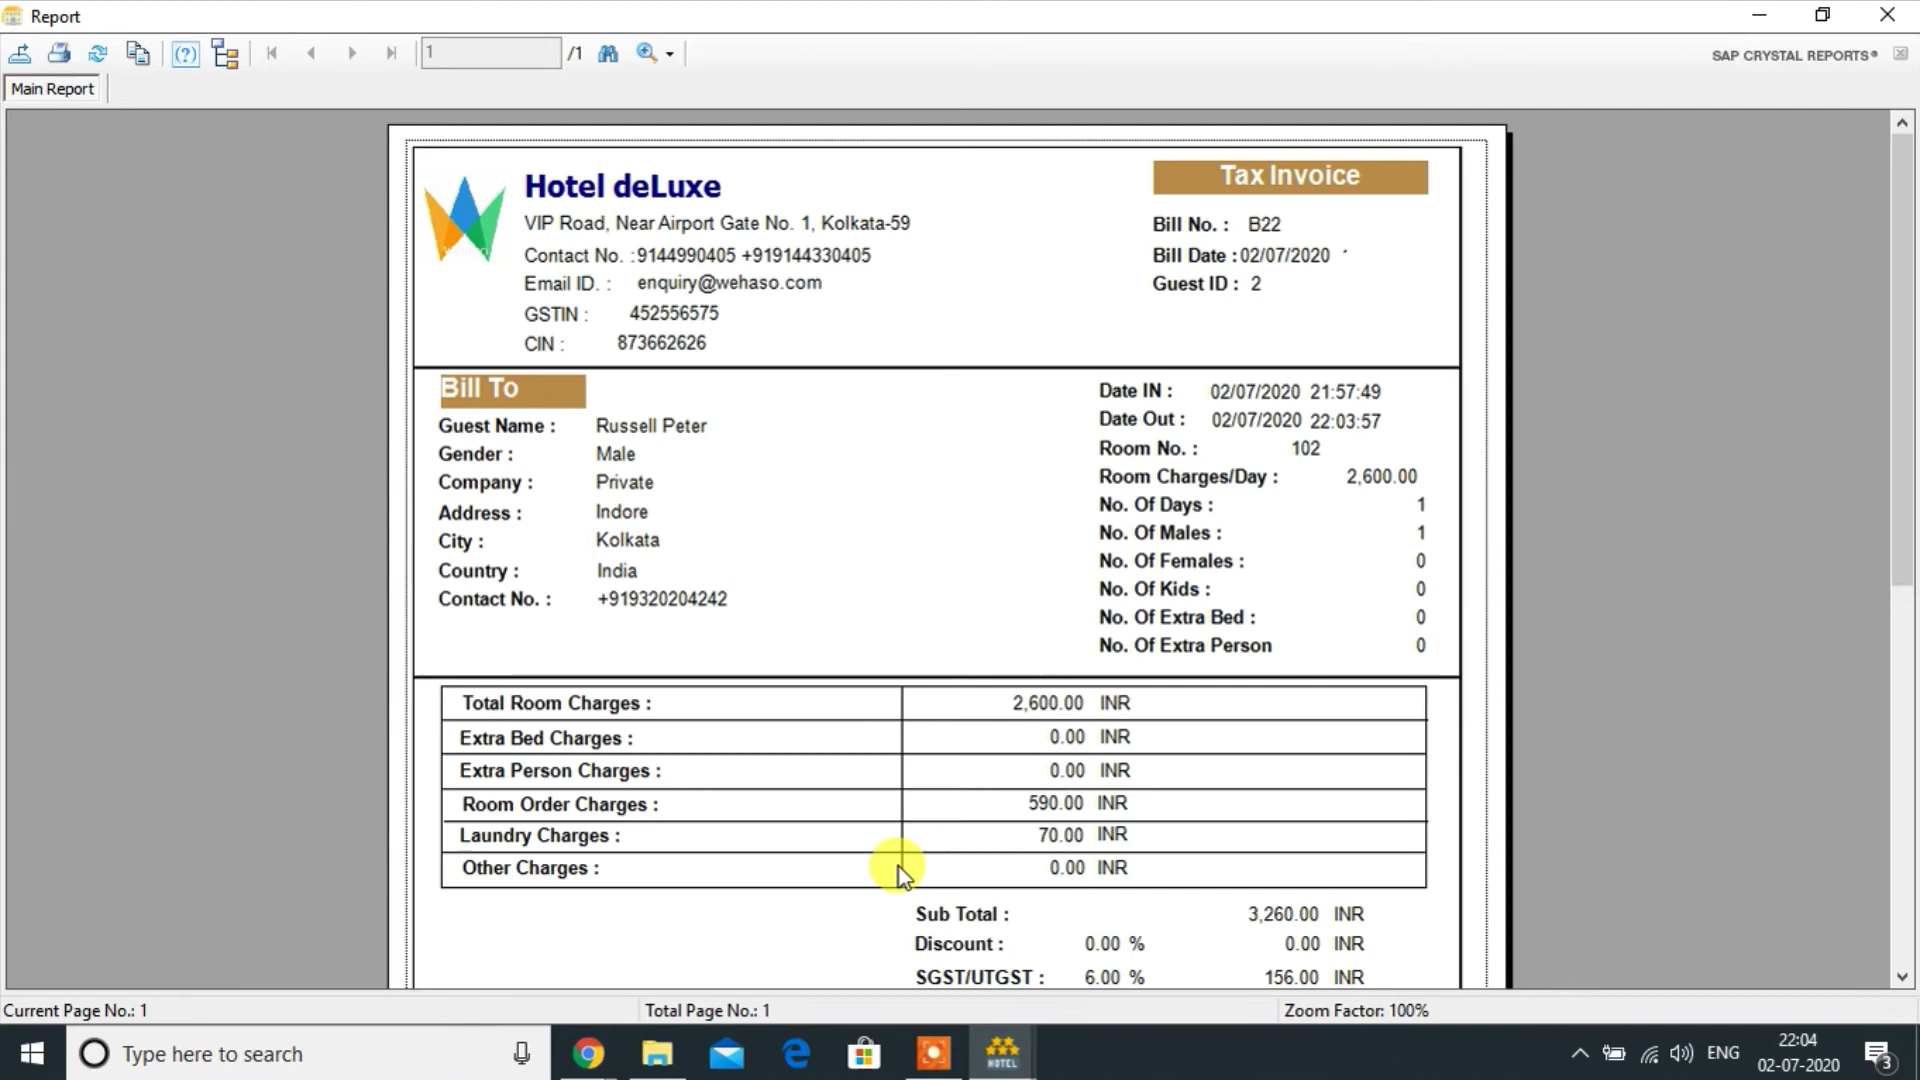 Report
1 /1
SAP CRYSTAL REPORTS®
Main Report
Hotel deLuxe
VIP Road, Near Airport Gate No. 1, Kolkata-59
Contact No. : 9144990405 +919144330405
Email ID. : enquiry@wehaso.com
GSTIN : 452556575
CIN : 873662626
Tax Invoice
Bill No. : B22
Bill Date : 02/07/2020
Guest ID : 2
Bill To
Guest Name : Russell Peter
Gender : Male
Company : Private
Address : Indore
City : Kolkata
Country : India
Contact No. : +919320204242
Date IN : 02/07/2020 21:57:49
Date Out : 02/07/2020 22:03:57
Room No. : 102
Room Charges/Day : 2,600.00
No. Of Days : 1
No. Of Males : 1
No. Of Females : 0
No. Of Kids : 0
No. Of Extra Bed : 0
No. Of Extra Person 0
Total Room Charges : 2,600.00 INR
Extra Bed Charges : 0.00 INR
Extra Person Charges : 0.00 INR
Room Order Charges : 590.00 INR
Laundry Charges : 70.00 INR
Other Charges : 0.00 INR
Sub Total : 3,260.00 INR
Discount : 0.00 % 0.00 INR
SGST/UTGST : 6.00 % 156.00 INR
Current Page No.: 1 Total Page No.: 1 Zoom Factor: 100%
Type here to search
HOTEL
ENG
22:04
02-07-2020
3